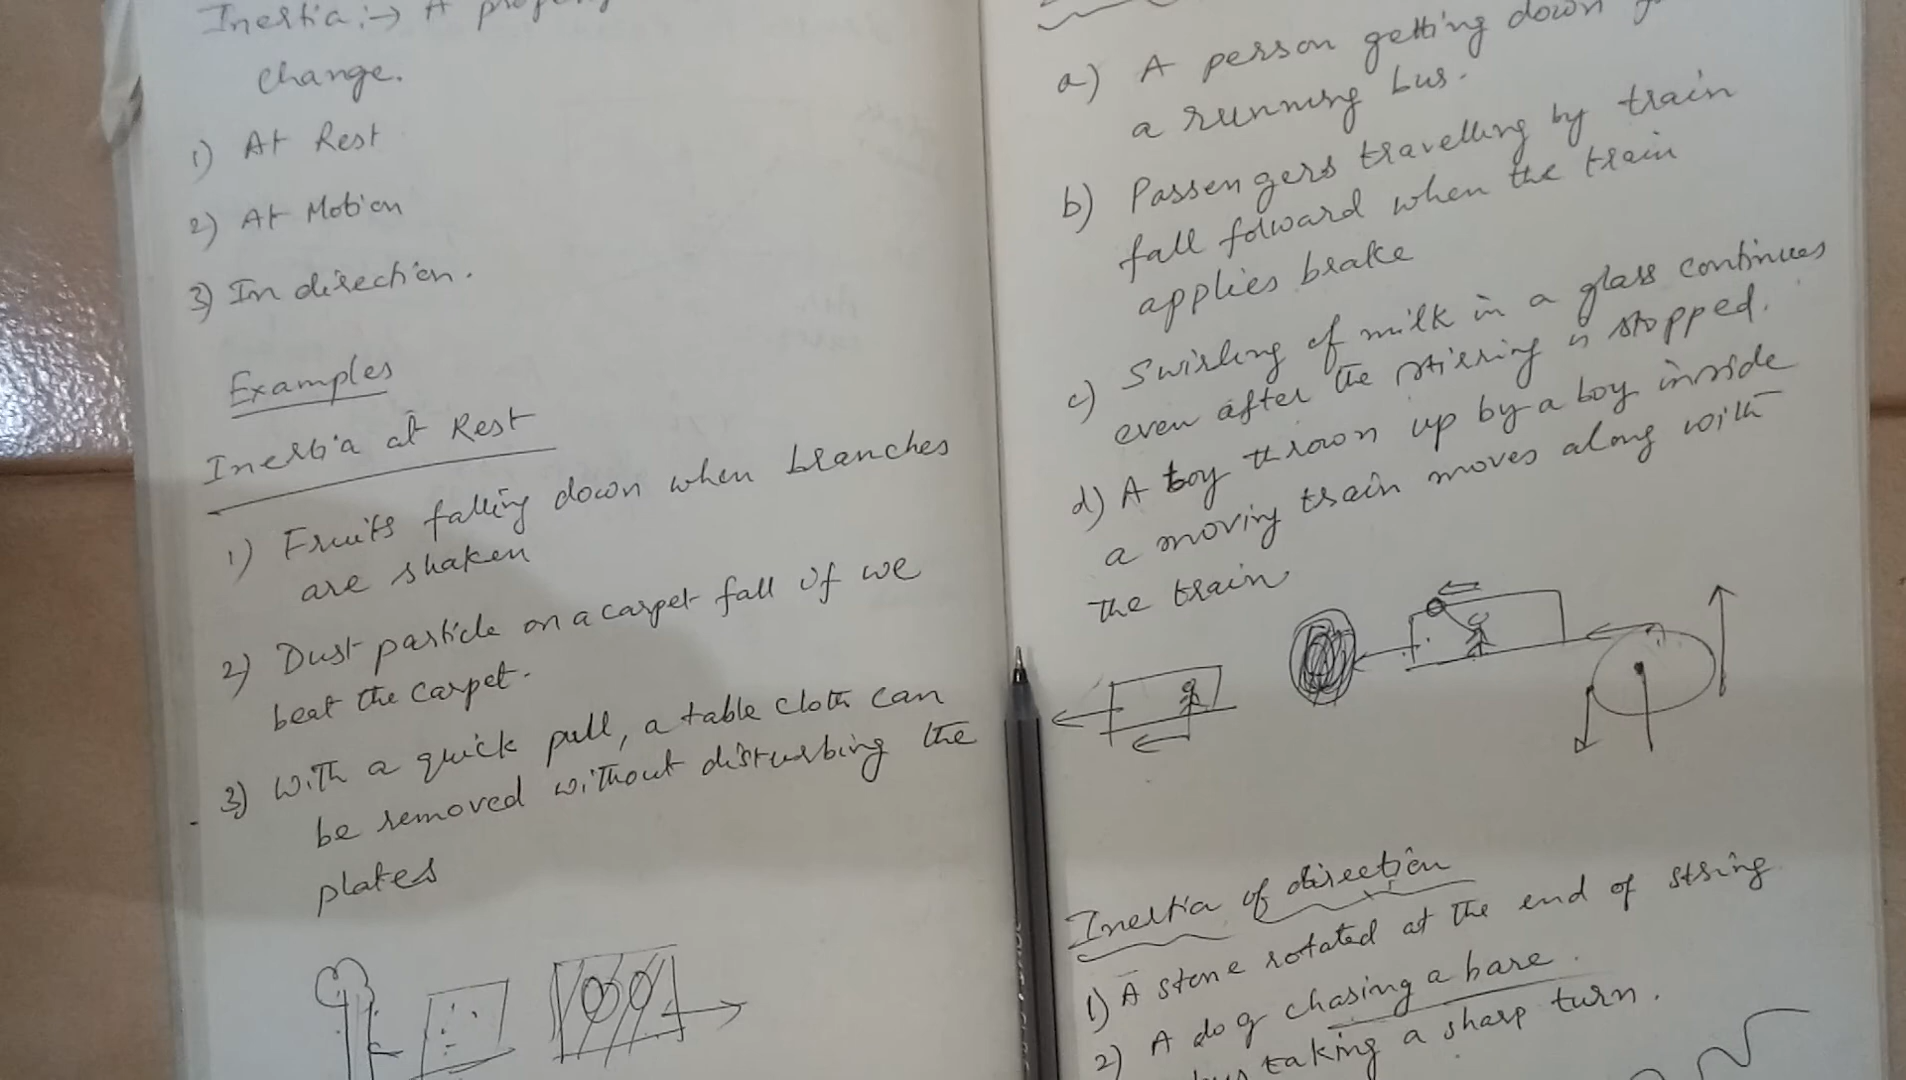 Inertia :→ A
change.
1) At Rest
2) At Motion
3) In direction.
Examples
Inertia at Rest
1) Fruits falling down when branches
are shaken
2) Dust particle on a carpet fall if we
beat the carpet.
3) With a quick pull, a table cloth can
be removed without disturbing the
plates
a) A person getting down
a running bus.
b) Passengers travelling by train
fall forward when the train
applies brake
c) Swirling of milk in a glass continues
even after the stirring is stopped.
d) A toy thrown up by a boy inside
a moving train moves along with
the train
Inertia of direction
1) A stone rotated at the end of string
2) A dog chasing a hare.
taking a sharp turn.